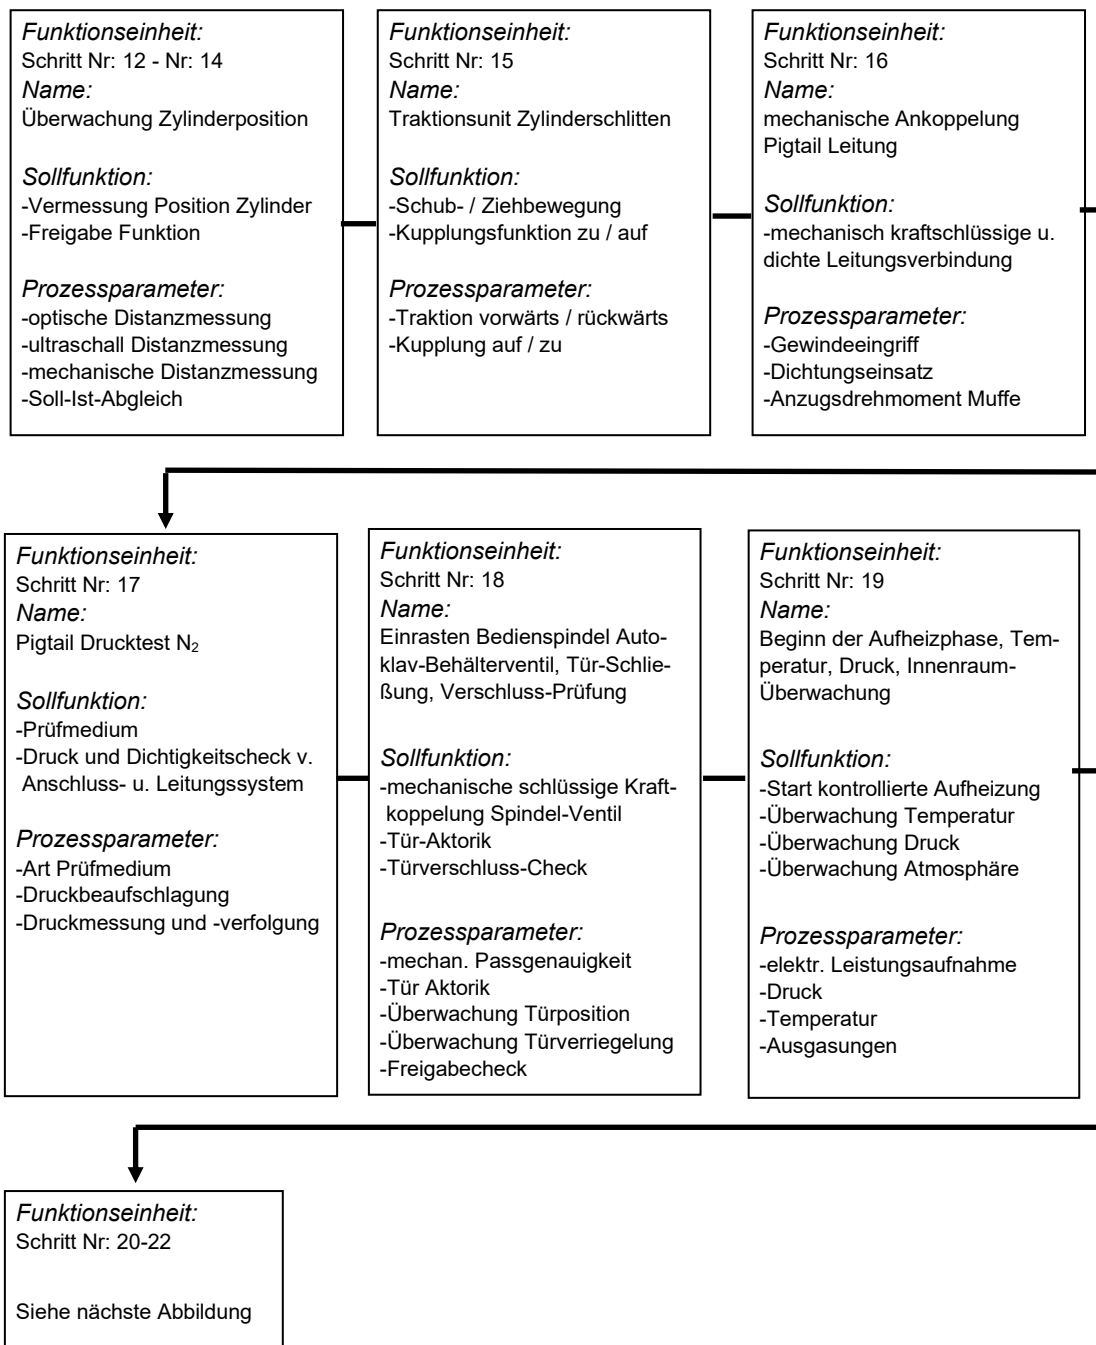 Funktionseinheit:
Schritt Nr: 12 - Nr: 14
Name:
Überwachung Zylinderposition
Sollfunktion:
-Vermessung Position Zylinder
-Freigabe Funktion
Prozessparameter:
-optische Distanzmessung
-ultraschall Distanzmessung
-mechanische Distanzmessung
-Soll-Ist-Abgleich
Funktionseinheit:
Schritt Nr: 15
Name:
Traktionsunit Zylinderschlitten
Sollfunktion:
-Schub- / Ziehbewegung
-Kupplungsfunktion zu / auf
Prozessparameter:
-Traktion vorwärts / rückwärts
-Kupplung auf / zu
Funktionseinheit:
Schritt Nr: 16
Name:
mechanische Ankoppelung
Pigtail Leitung
Sollfunktion:
-mechanisch kraftschlüssige u.
dichte Leitungsverbindung
Prozessparameter:
-Gewindeeingriff
-Dichtungseinsatz
-Anzugsdrehmoment Muffe
Funktionseinheit:
Schritt Nr: 17
Name:
Pigtail Drucktest N₂
Sollfunktion:
-Prüfmedium
-Druck und Dichtigkeitscheck v.
Anschluss- u. Leitungssystem
Prozessparameter:
-Art Prüfmedium
-Druckbeaufschlagung
-Druckmessung und -verfolgung
Funktionseinheit:
Schritt Nr: 18
Name:
Einrasten Bedienspindel Auto-
klav-Behälterventil, Tür-Schlie-
ßung, Verschluss-Prüfung
Sollfunktion:
-mechanische schlüssige Kraft-
koppelung Spindel-Ventil
-Tür-Aktorik
-Türverschluss-Check
Prozessparameter:
-mechan. Passgenauigkeit
-Tür Aktorik
-Überwachung Türposition
-Überwachung Türverriegelung
-Freigabecheck
Funktionseinheit:
Schritt Nr: 19
Name:
Beginn der Aufheizphase, Tem-
peratur, Druck, Innenraum-
Überwachung
Sollfunktion:
-Start kontrollierte Aufheizung
-Überwachung Temperatur
-Überwachung Druck
-Überwachung Atmosphäre
Prozessparameter:
-elektr. Leistungsaufnahme
-Druck
-Temperatur
-Ausgasungen
Funktionseinheit:
Schritt Nr: 20-22
Siehe nächste Abbildung